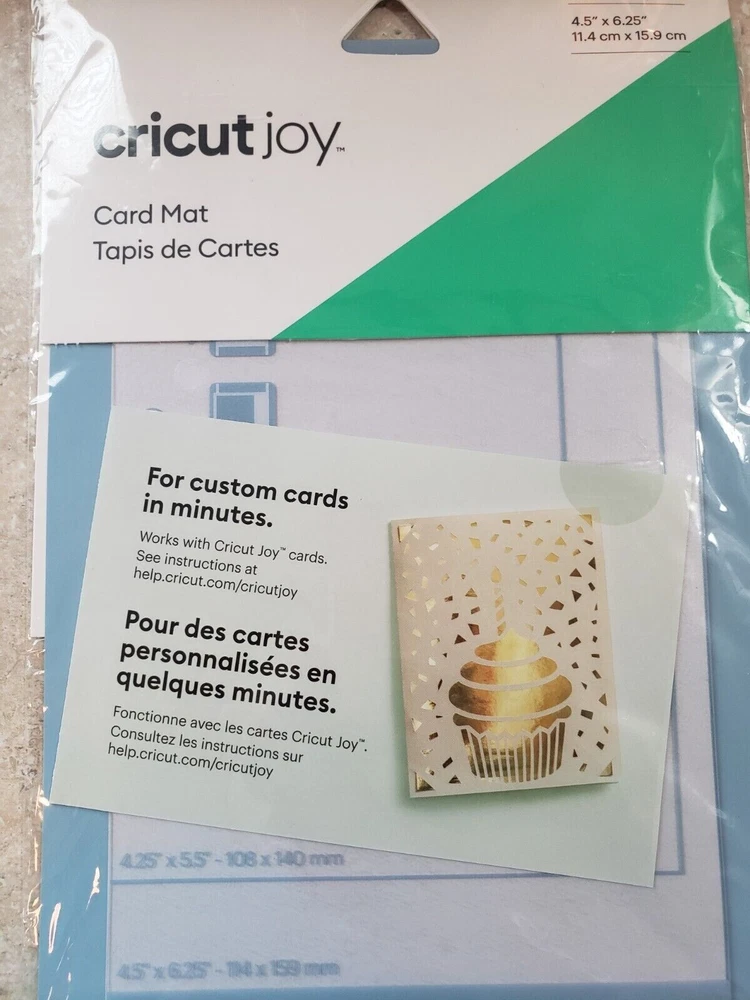 4.5" x 6.25"
11.4 cm x 15.9 cm
cricut joy™
Card Mat
Tapis de Cartes
For custom cards
in minutes.
Works with Cricut Joy™ cards.
See instructions at
help.cricut.com/cricutjoy
Pour des cartes
personnalisées en
quelques minutes.
Fonctionne avec les cartes Cricut Joy™.
Consultez les instructions sur
help.cricut.com/cricutjoy
4.25" x 5.5" - 108 x 140 mm
4.5" x 6.25" - 114 x 159 mm